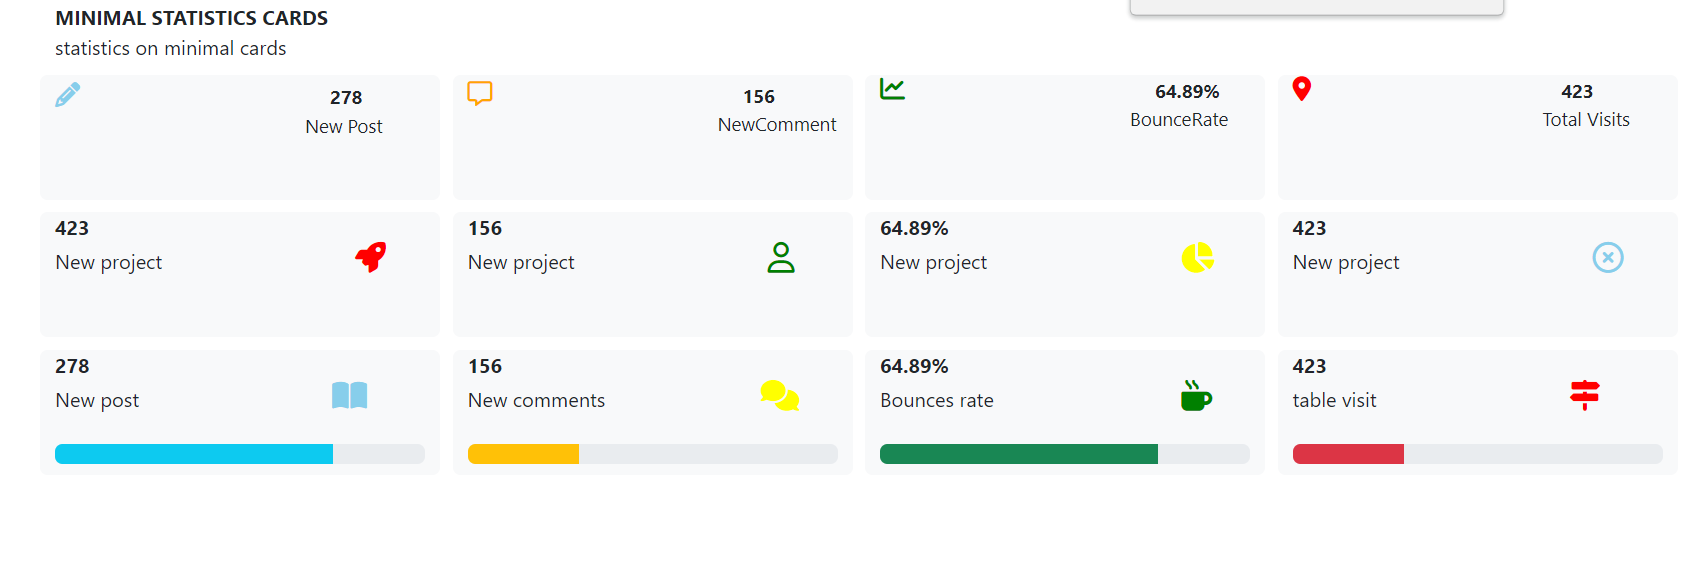 MINIMAL STATISTICS CARDS
statistics on minimal cards
278
New Post
156
NewComment
64.89%
BounceRate
423
Total Visits
423
New project
156
New project
64.89%
New project
423
New project
278
New post
156
New comments
64.89%
Bounces rate
423
table visit